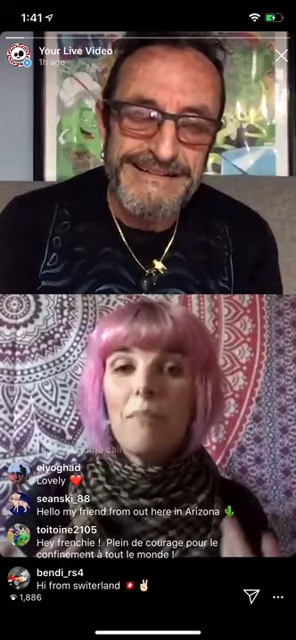 1:41
Your Live Video
1h ago
elyoghad
Lovely ❤️
seanski_88
Hello my friend from out here in Arizona 🌵
toitoine2105
Hey frenchie ! Plein de courage pour le
confinement à tout le monde !
bendi_rs4
Hi from switerland 🇨🇭 ✌🏻
1,886